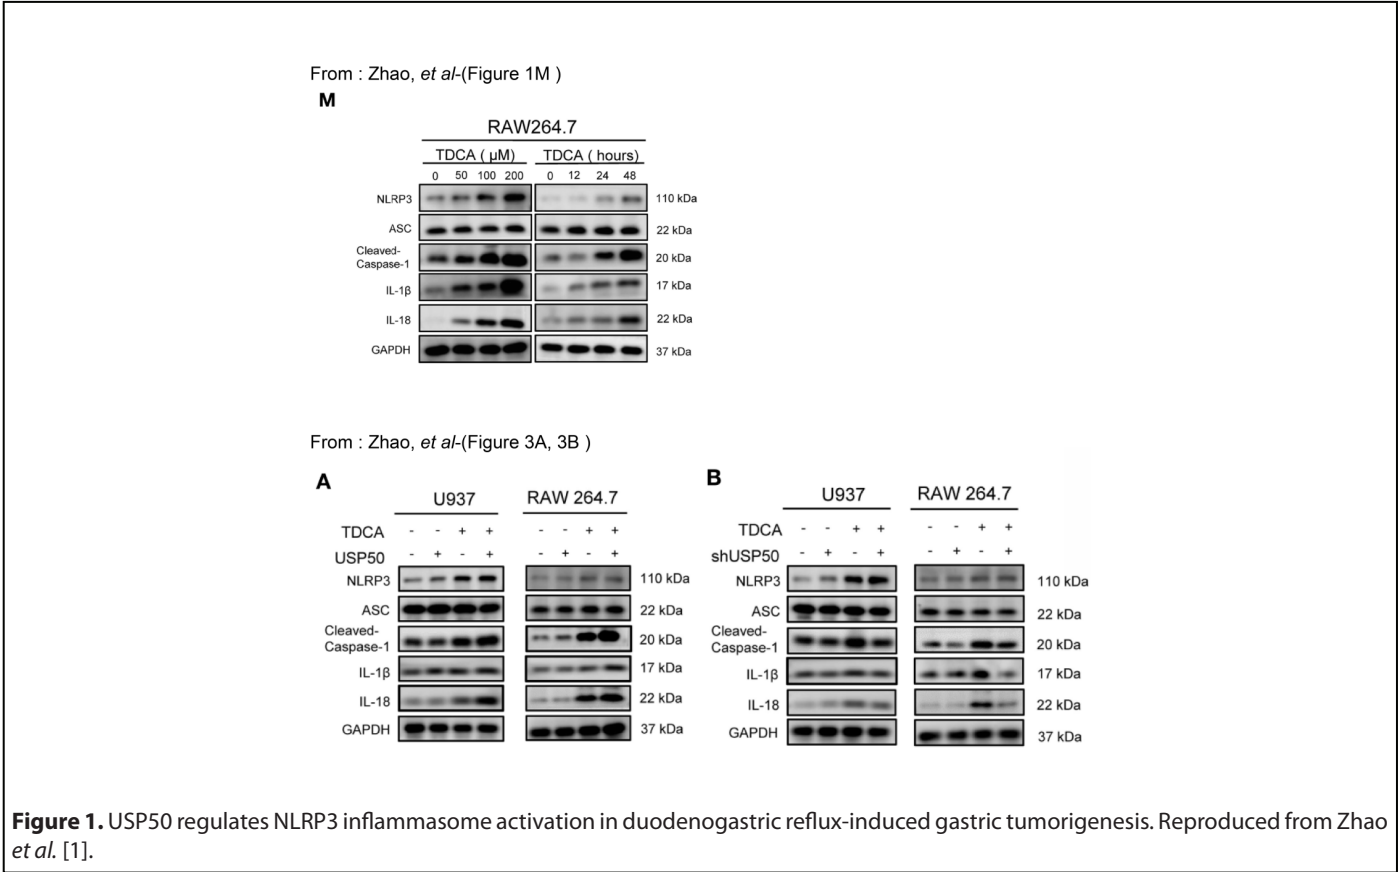 From : Zhao, et al-(Figure 1M )
M
RAW264.7
TDCA ( µM) TDCA ( hours)
0 50 100 200 0 12 24 48
NLRP3 110 kDa
ASC 22 kDa
Cleaved-
Caspase-1 20 kDa
IL-1β 17 kDa
IL-18 22 kDa
GAPDH 37 kDa
From : Zhao, et al-(Figure 3A, 3B )
A
U937 RAW 264.7
TDCA - - + + - - + +
USP50 - + - + - + - +
NLRP3 110 kDa
ASC 22 kDa
Cleaved-
Caspase-1 20 kDa
IL-1β 17 kDa
IL-18 22 kDa
GAPDH 37 kDa
B
U937 RAW 264.7
TDCA - - + + - - + +
shUSP50 - + - + - + - +
NLRP3 110 kDa
ASC 22 kDa
Cleaved-
Caspase-1 20 kDa
IL-1β 17 kDa
IL-18 22 kDa
GAPDH 37 kDa
Figure 1. USP50 regulates NLRP3 inflammasome activation in duodenogastric reflux-induced gastric tumorigenesis. Reproduced from Zhao
et al. [1].